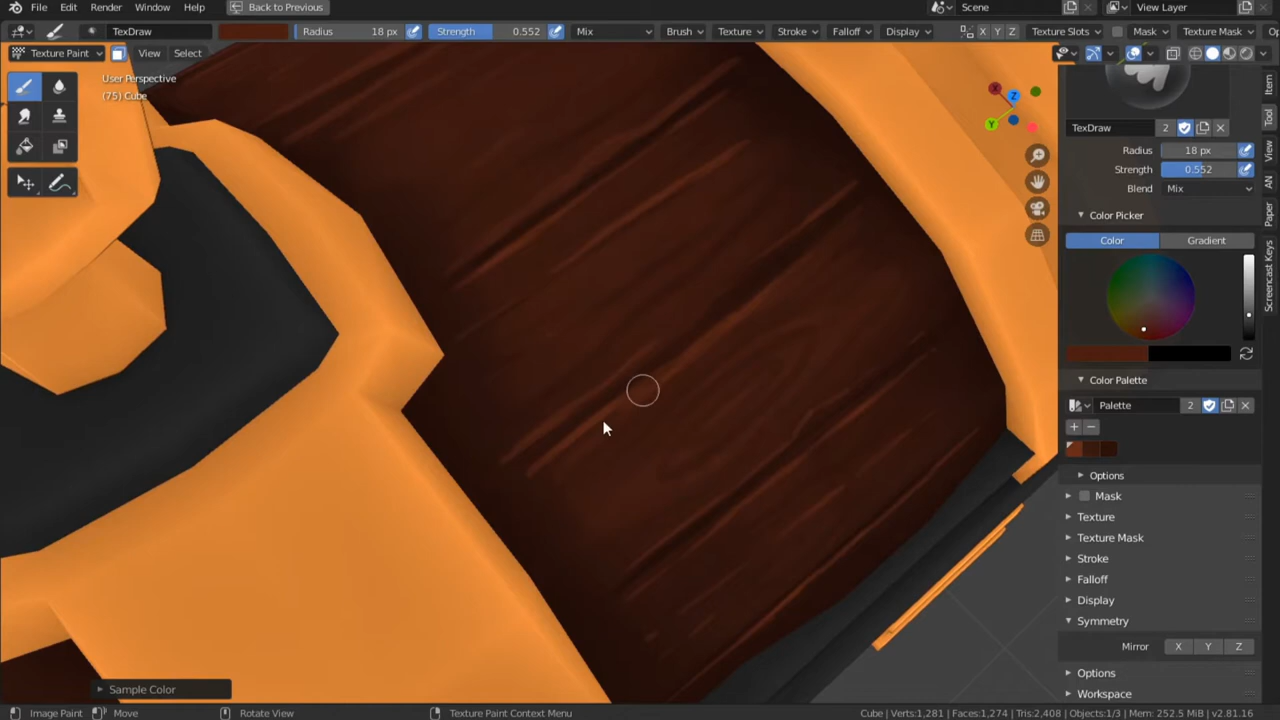 File Edit Render Window Help Back to Previous Scene View Layer
TexDraw Radius 18 px Strength 0.552 Mix Brush Texture Stroke Falloff Display X Y Z Texture Slots Mask Texture Mask Op
Texture Paint View Select
User Perspective
(75) Cube
X
Z
Y
TexDraw 2
Radius 18 px
Strength 0.552
Blend Mix
Color Picker
Color Gradient
Color Palette
Palette 2
Options
Mask
Texture
Texture Mask
Stroke
Falloff
Display
Symmetry
Mirror X Y Z
Options
Workspace
Item
Tool
View
AN
Paper
Screencast Keys
Sample Color
Image Paint Move Rotate View Texture Paint Context Menu Cube | Verts:1,281 | Faces:1,274 | Tris:2,408 | Objects:1/3 | Mem: 252.5 MiB | v2.81.16